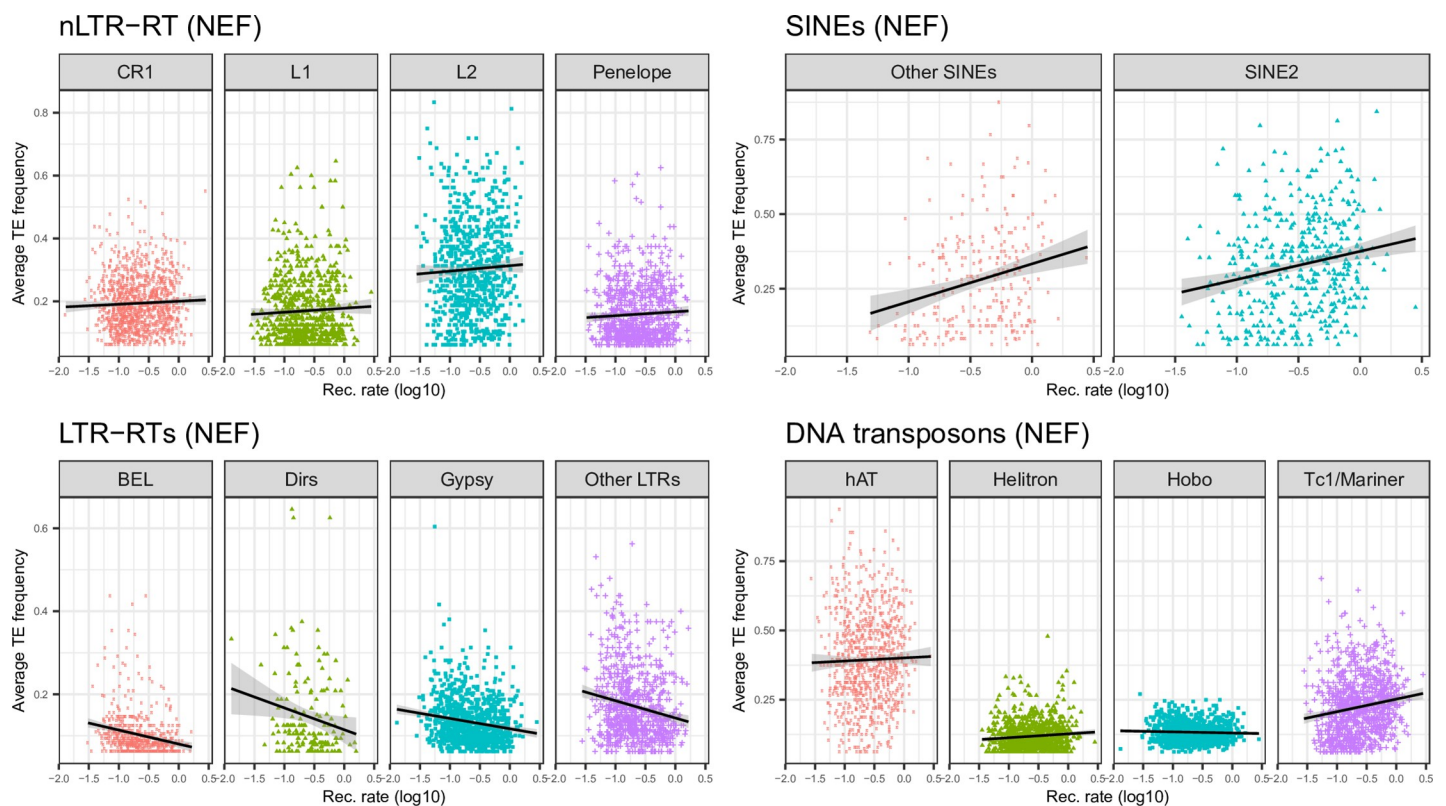 nLTR−RT (NEF)
CR1 L1 L2 Penelope
Average TE frequency
0.8
0.6
0.4
0.2
−2.0 −1.5 −1.0 −0.5 0.0 0.5−2.0 −1.5 −1.0 −0.5 0.0 0.5−2.0 −1.5 −1.0 −0.5 0.0 0.5−2.0 −1.5 −1.0 −0.5 0.0 0.5
Rec. rate (log10)
SINEs (NEF)
Other SINEs SINE2
Average TE frequency
0.75
0.50
0.25
−2.0 −1.5 −1.0 −0.5 0.0 0.5 −2.0 −1.5 −1.0 −0.5 0.0 0.5
Rec. rate (log10)
LTR−RTs (NEF)
BEL Dirs Gypsy Other LTRs
Average TE frequency
0.6
0.4
0.2
−2.0 −1.5 −1.0 −0.5 0.0 0.5−2.0 −1.5 −1.0 −0.5 0.0 0.5−2.0 −1.5 −1.0 −0.5 0.0 0.5−2.0 −1.5 −1.0 −0.5 0.0 0.5
Rec. rate (log10)
DNA transposons (NEF)
hAT Helitron Hobo Tc1/Mariner
Average TE frequency
0.75
0.50
0.25
−2.0 −1.5 −1.0 −0.5 0.0 0.5−2.0 −1.5 −1.0 −0.5 0.0 0.5−2.0 −1.5 −1.0 −0.5 0.0 0.5−2.0 −1.5 −1.0 −0.5 0.0 0.5
Rec. rate (log10)